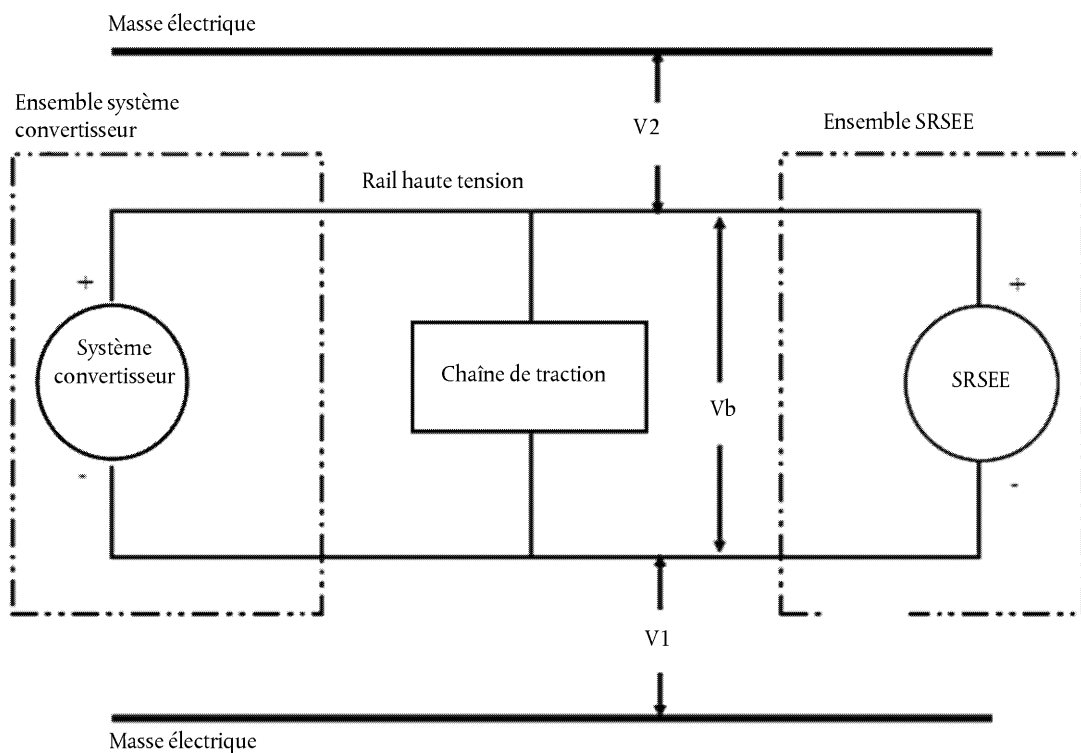 Masse électrique
Ensemble système
convertisseur
V2
Ensemble SRSEE
Rail haute tension
+
+
Système
convertisseur
Chaîne de traction
Vb
SRSEE
-
-
V1
Masse électrique